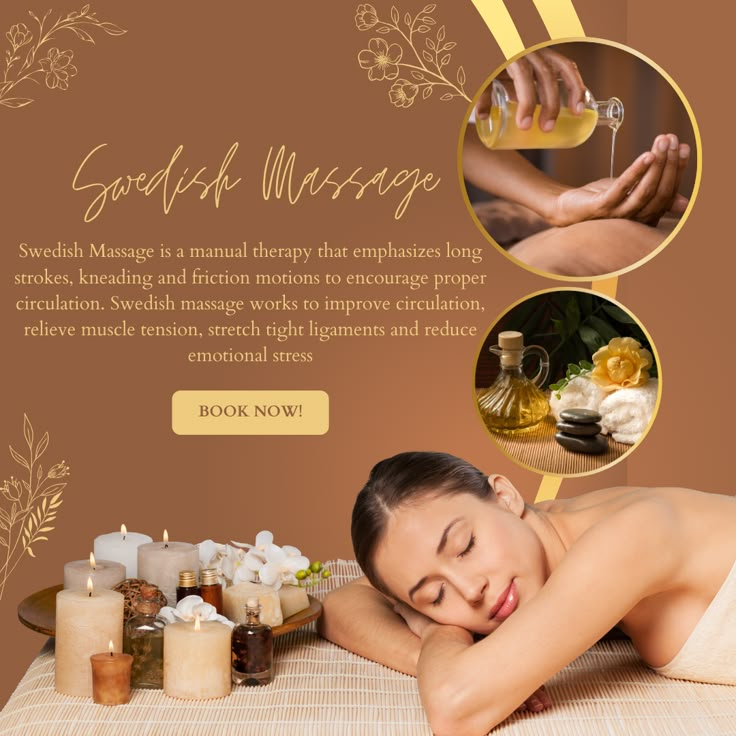 Swedish Massage
Swedish Massage is a manual therapy that emphasizes long
strokes, kneading and friction motions to encourage proper
circulation. Swedish massage works to improve circulation,
relieve muscle tension, stretch tight ligaments and reduce
emotional stress
BOOK NOW!